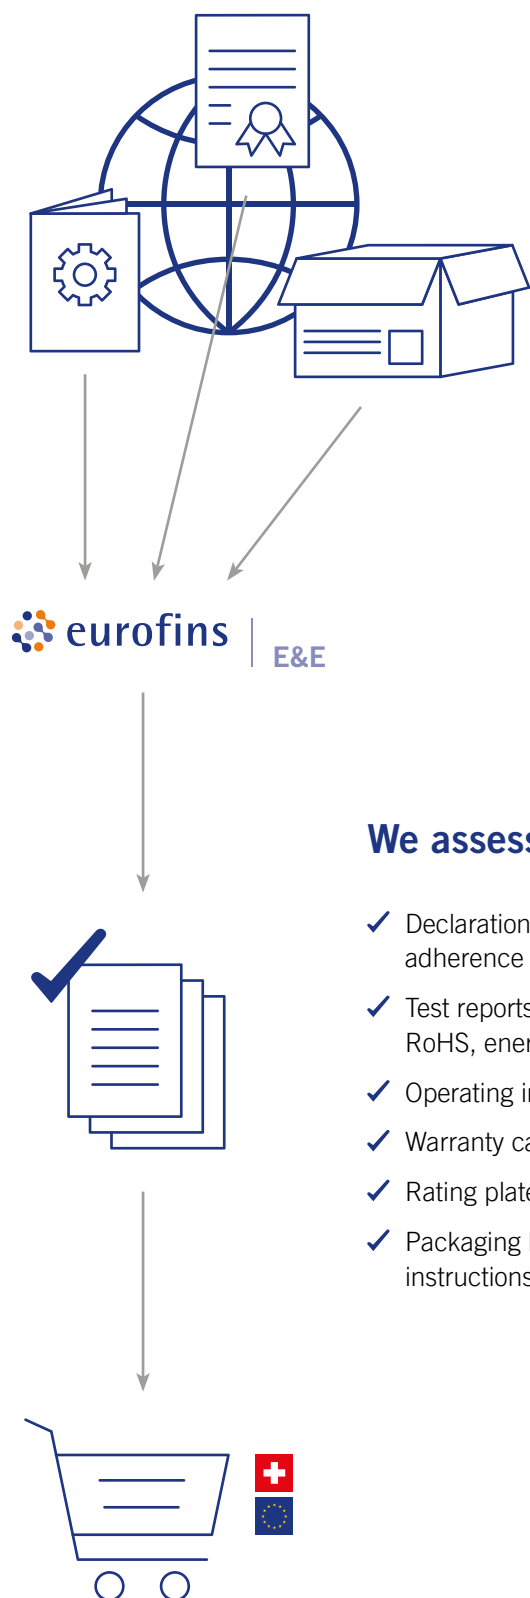 eurofins
E&E
We assess
Declaration
adherence
Test reports
RoHS, ener
Operating in
Warranty ca
Rating plate
Packaging
instructions